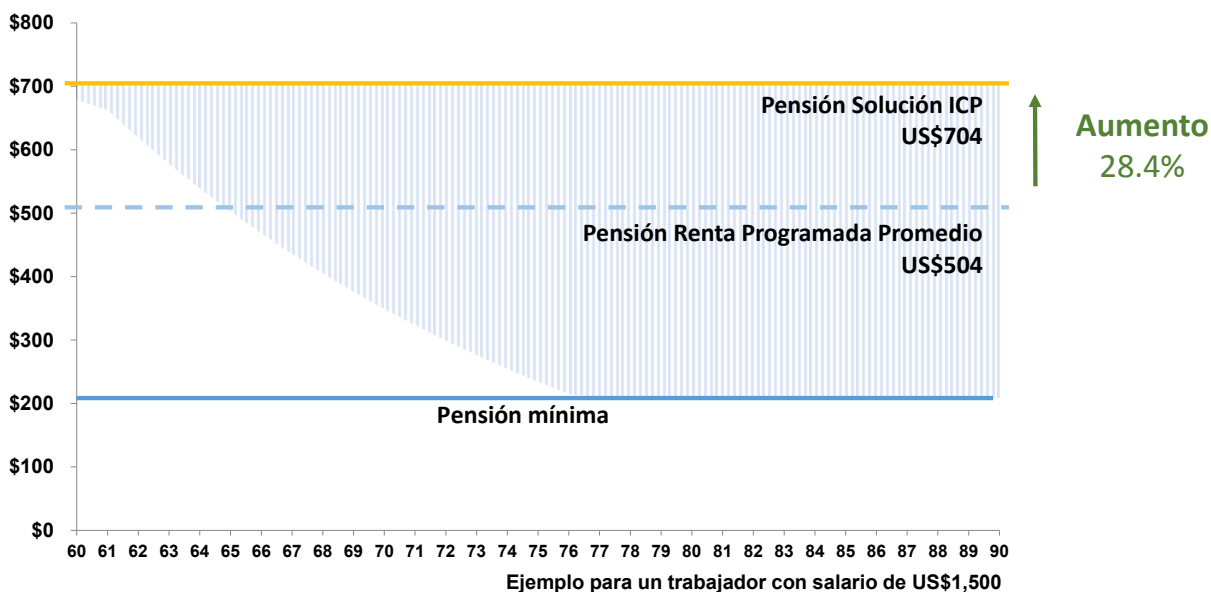 $800
$700
$600
$500
$400
$300
$200
$100
$0
Pensión Solución ICP
US$704
Aumento
28.4%
Pensión Renta Programada Promedio
US$504
Pensión mínima
60 61 62 63 64 65 66 67 68 69 70 71 72 73 74 75 76 77 78 79 80 81 82 83 84 85 86 87 88 89 90
Ejemplo para un trabajador con salario de US$1,500